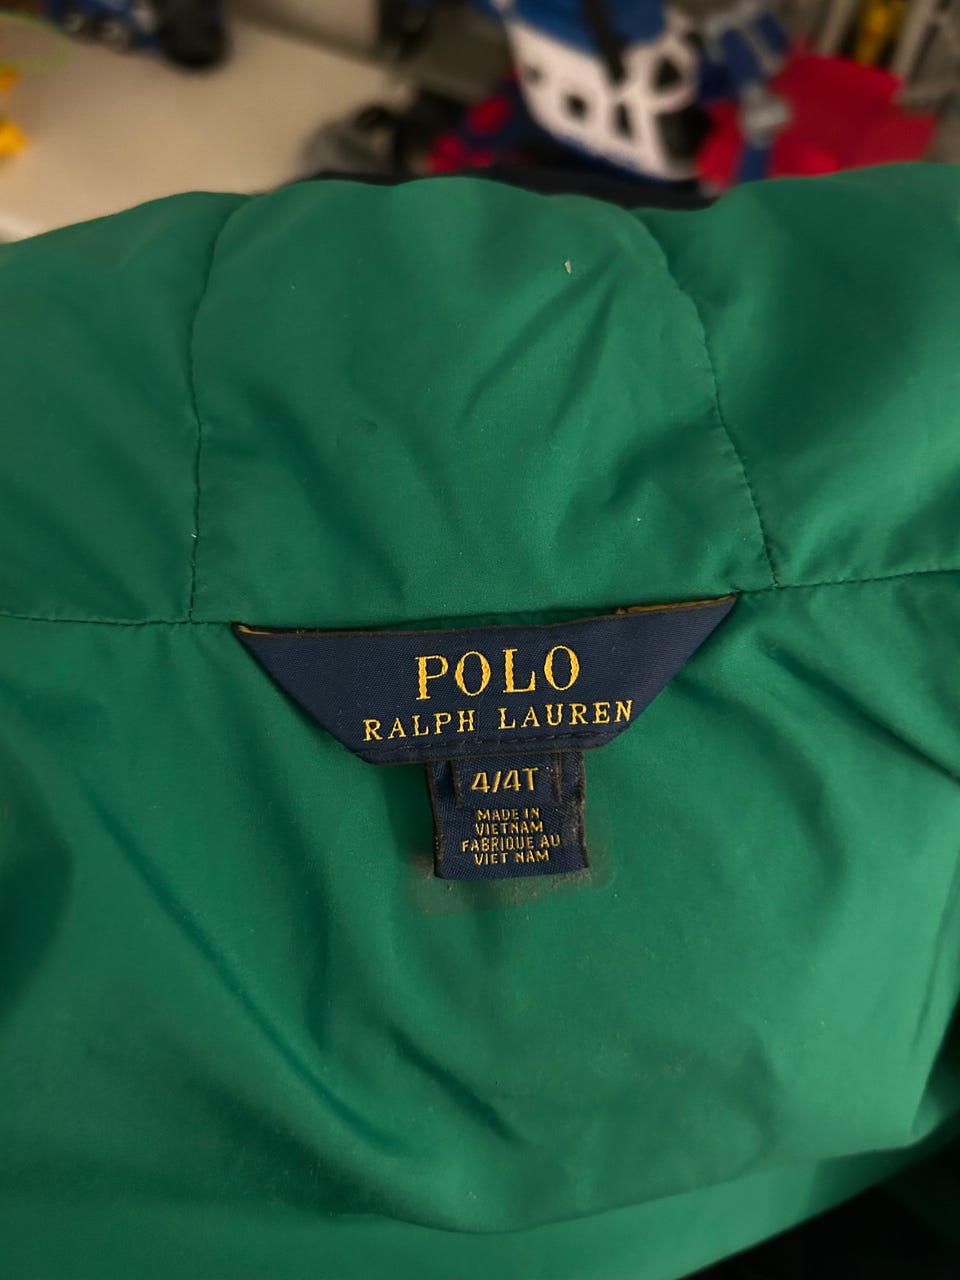 POLO
RALPH LAUREN
4/4T
MADE IN
VIETNAM
FABRIQUE AU
VIET NAM